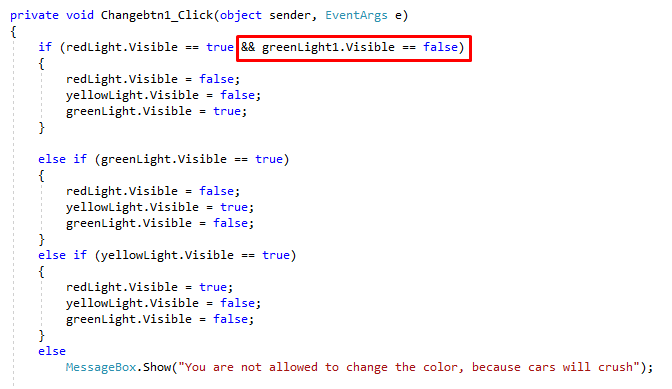 private void Changebtn1_Click(object sender, EventArgs e)
{
if (redLight.Visible == true && greenLight1.Visible == false)
{
redLight.Visible = false;
yellowLight.Visible = false;
greenLight.Visible = true;
}
else if (greenLight.Visible == true)
{
redLight.Visible = false;
yellowLight.Visible = true;
greenLight.Visible = false;
}
else if (yellowLight.Visible == true)
{
redLight.Visible = true;
yellowLight.Visible = false;
greenLight.Visible = false;
}
else
MessageBox.Show("You are not allowed to change the color, because cars will crush");